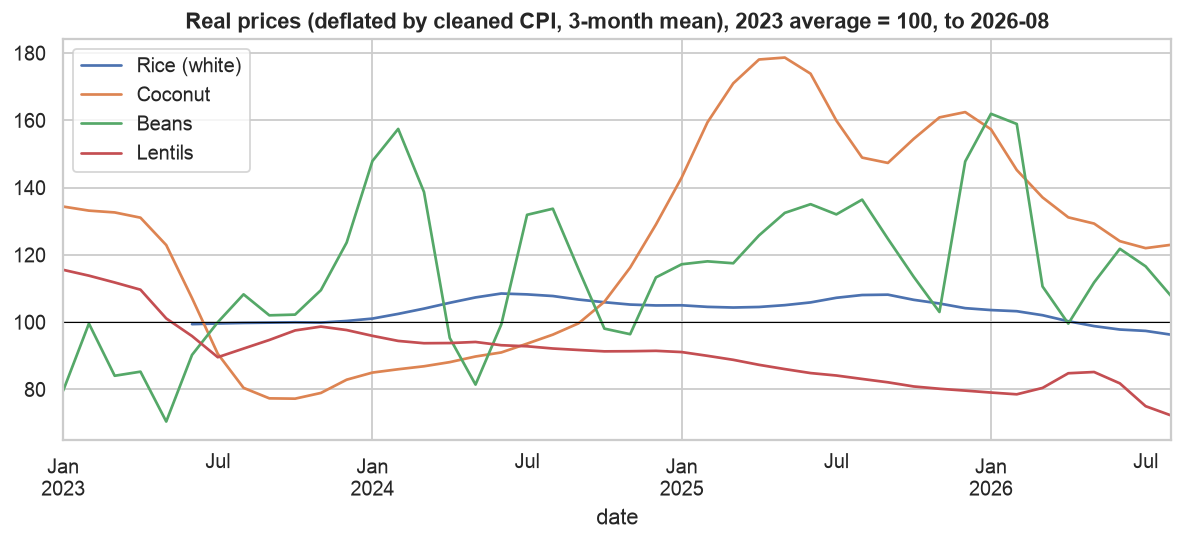 Real prices (deflated by cleaned CPI, 3-month mean), 2023 average = 100, to 2026-08
Rice (white)
Coconut
Beans
Lentils
180
160
140
120
100
80
Jan Jul Jan Jul Jan Jul Jan Jul
2023 2024 2025 2026
date